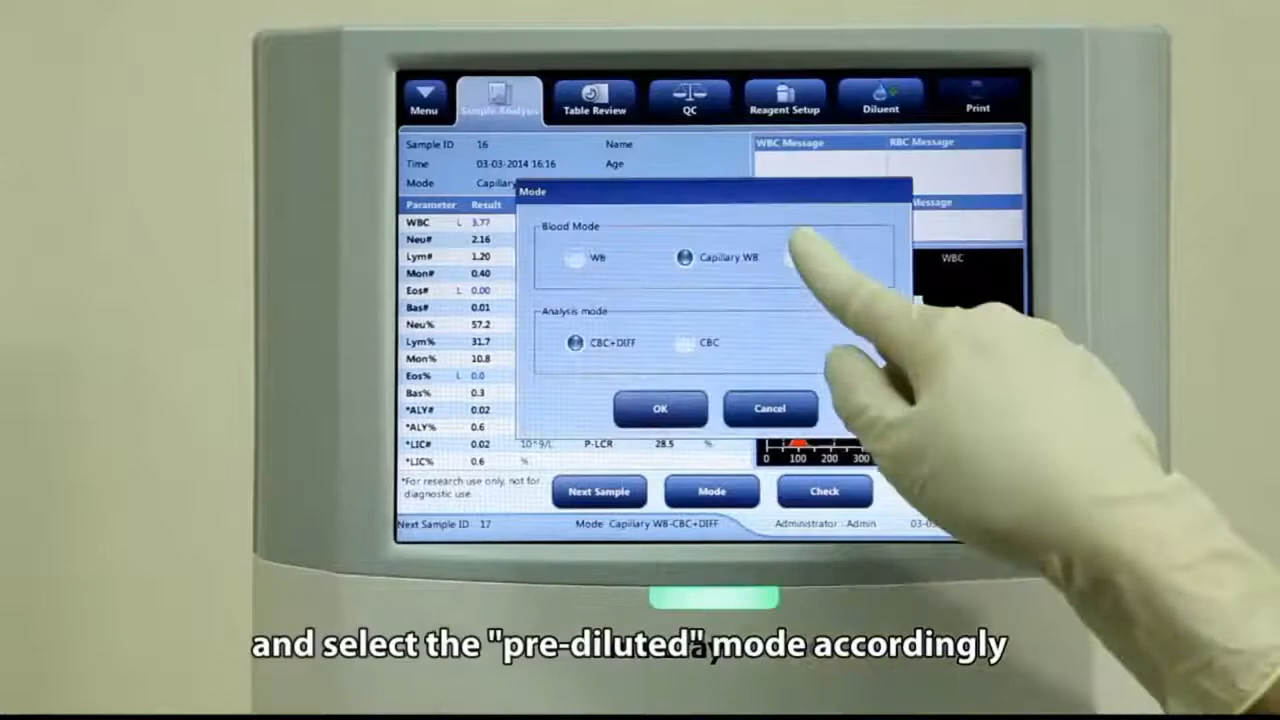 Menu
Sample Analysis
Table Review
QC
Reagent Setup
Diluent
Print
Sample ID 16 Name
Time 03-03-2014 16:16 Age
Mode Capillary
WBC Message RBC Message
Message
Parameter Result
WBC L 3.77
Neu# 2.16
Lym# 1.20
Mon# 0.40
Eos# L 0.00
Bas# 0.01
Neu% 57.2
Lym% 31.7
Mon% 10.8
Eos% L 0.0
Bas% 0.3
*ALY# 0.02
*ALY% 0.6
*LIC# 0.02 10^9/L P-LCR 28.5 %
*LIC% 0.6 %
Mode
Blood Mode
WB Capillary WB
Analysis mode
CBC+DIFF CBC
OK Cancel
WBC
0 100 200 300
*For research use only, not for
diagnostic use.
Next Sample Mode Check
Next Sample ID 17 Mode Capillary WB-CBC+DIFF Administrator : Admin
and select the "pre-diluted" mode accordingly